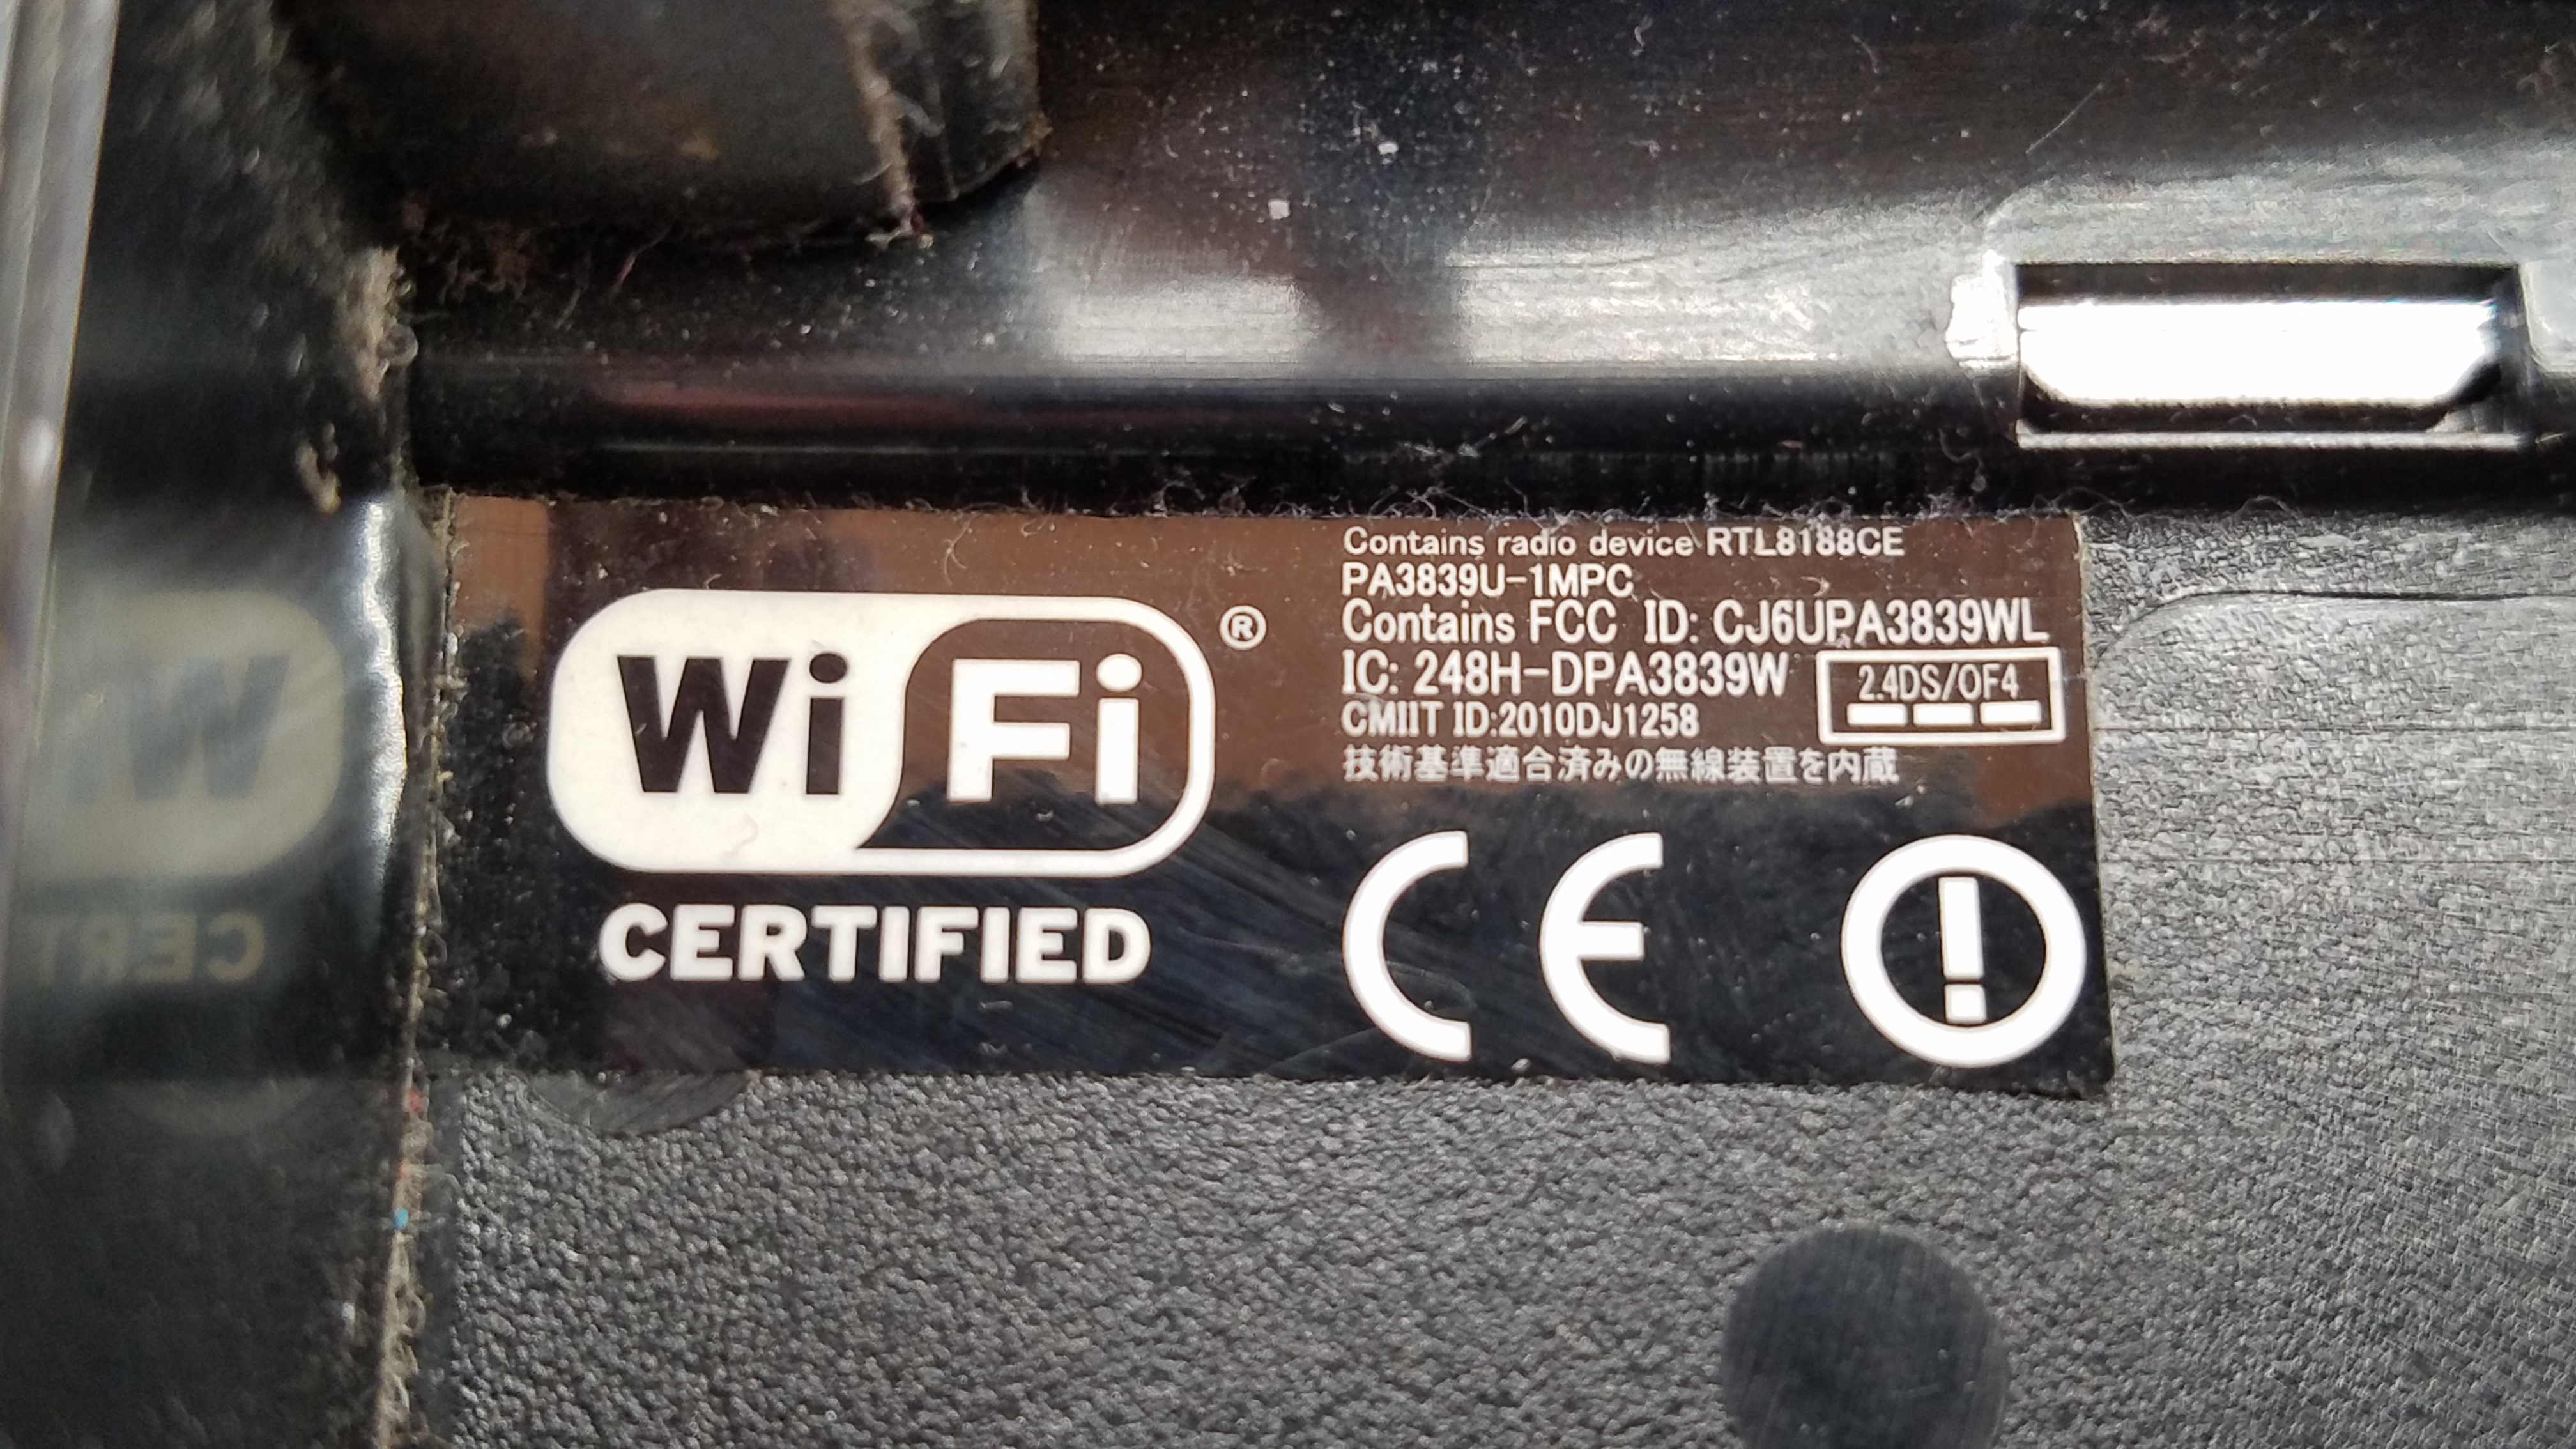 Wi Fi ®
CERTIFIED
Contains radio device RTL8188CE
PA3839U-1MPC
Contains FCC ID: CJ6UPA3839WL
IC: 248H-DPA3839W
2.4DS/OF4
CMIIT ID:2010DJ1258
技術基準適合済みの無線装置を内蔵
CE